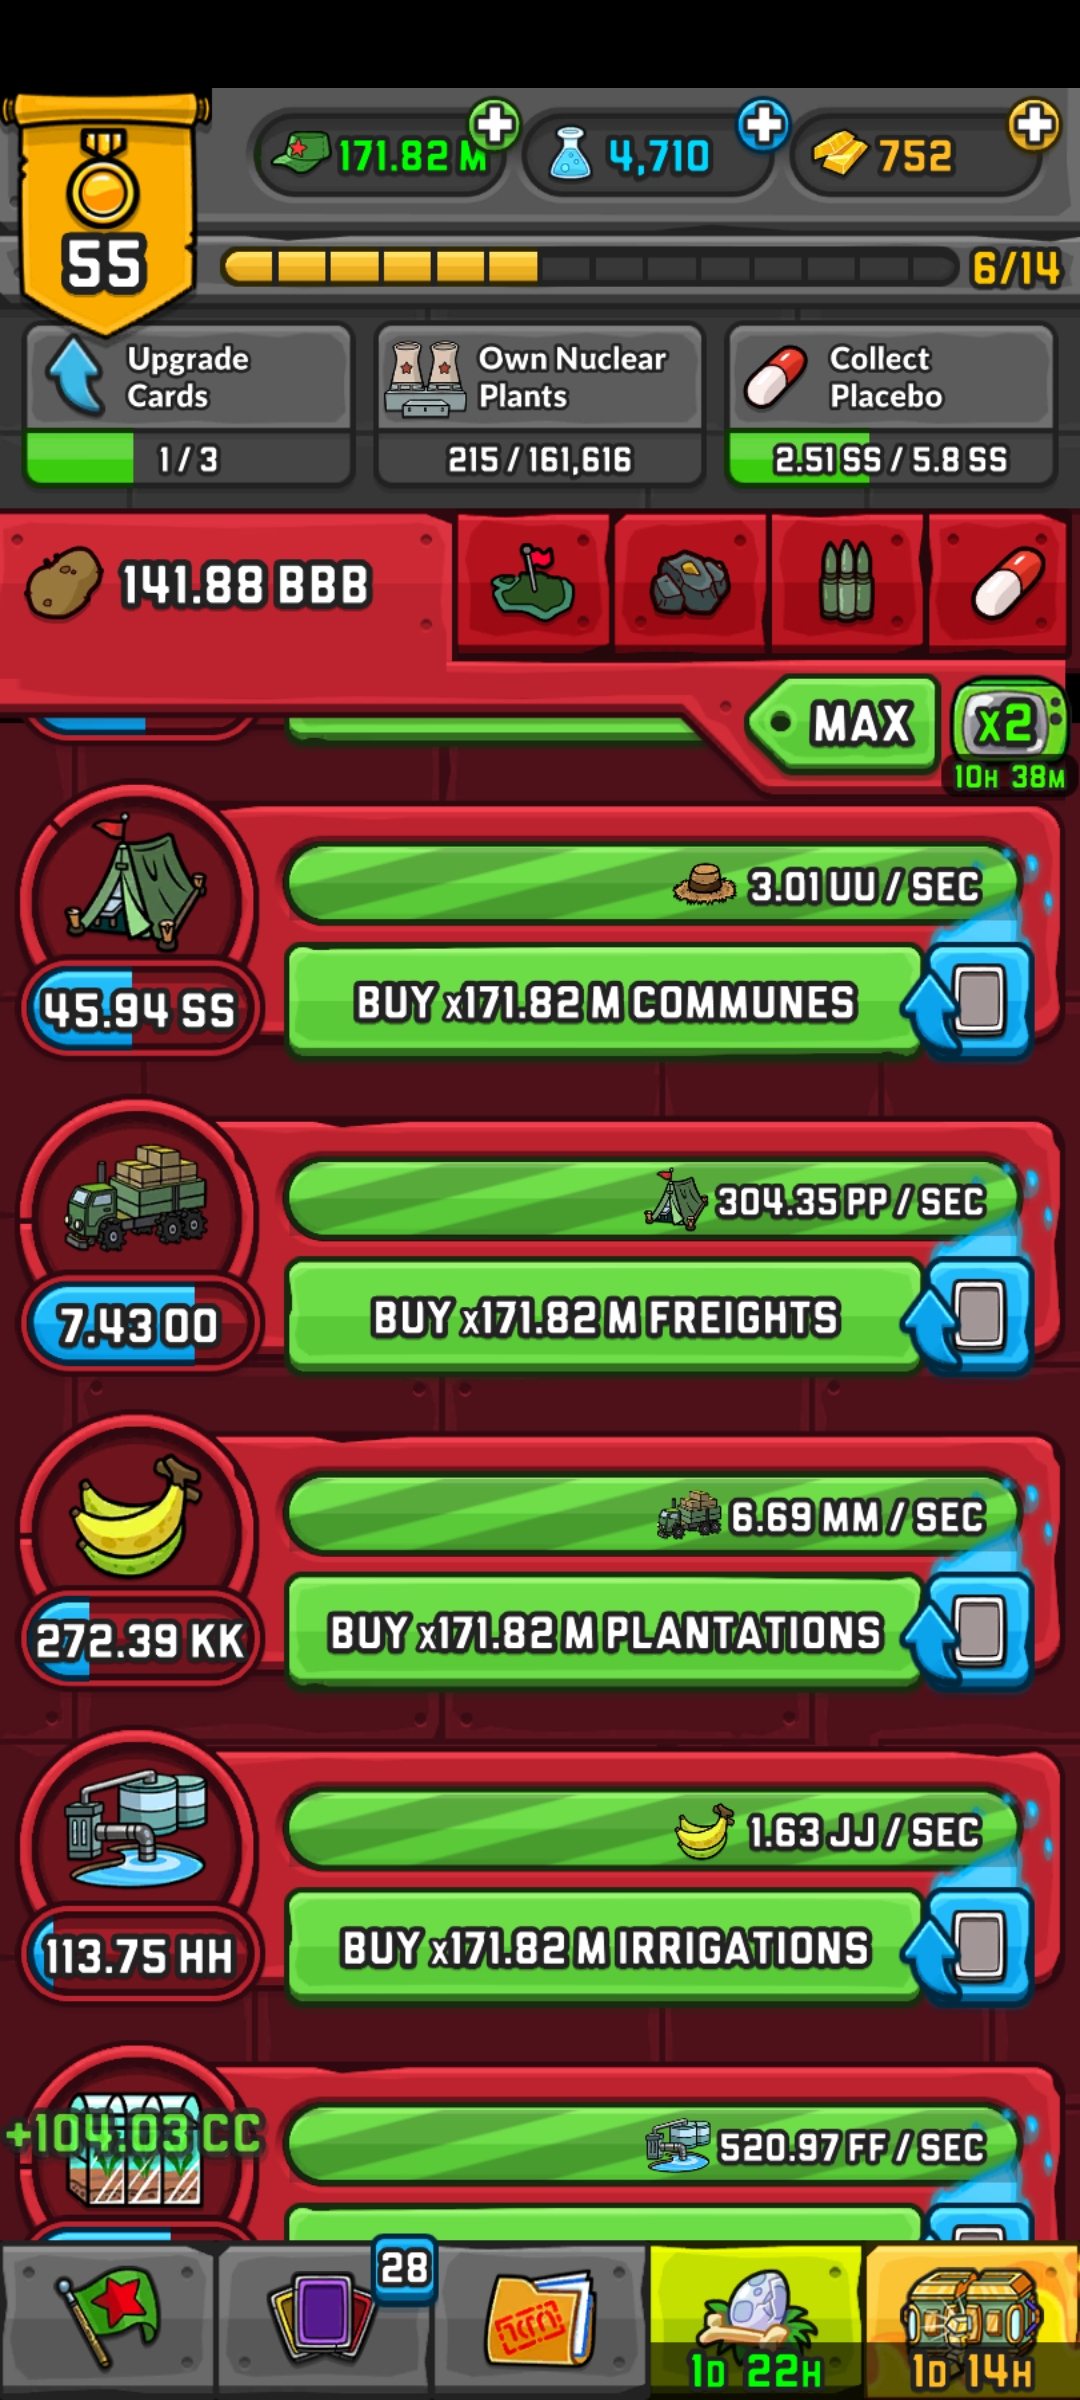 171.82 M
4,710
752
55
6/14
Upgrade
Cards
1 / 3
Own Nuclear
Plants
215 / 161,616
Collect
Placebo
2.51 SS / 5.8 SS
141.88 BBB
MAX
x2
10H 38M
3.01 UU / SEC
45.94 SS
BUY x171.82 M COMMUNES
304.35 PP / SEC
7.43 OO
BUY x171.82 M FREIGHTS
6.69 MM / SEC
272.39 KK
BUY x171.82 M PLANTATIONS
1.63 JJ / SEC
113.75 HH
BUY x171.82 M IRRIGATIONS
+104.03 CC
520.97 FF / SEC
28
1D 22H
1D 14H